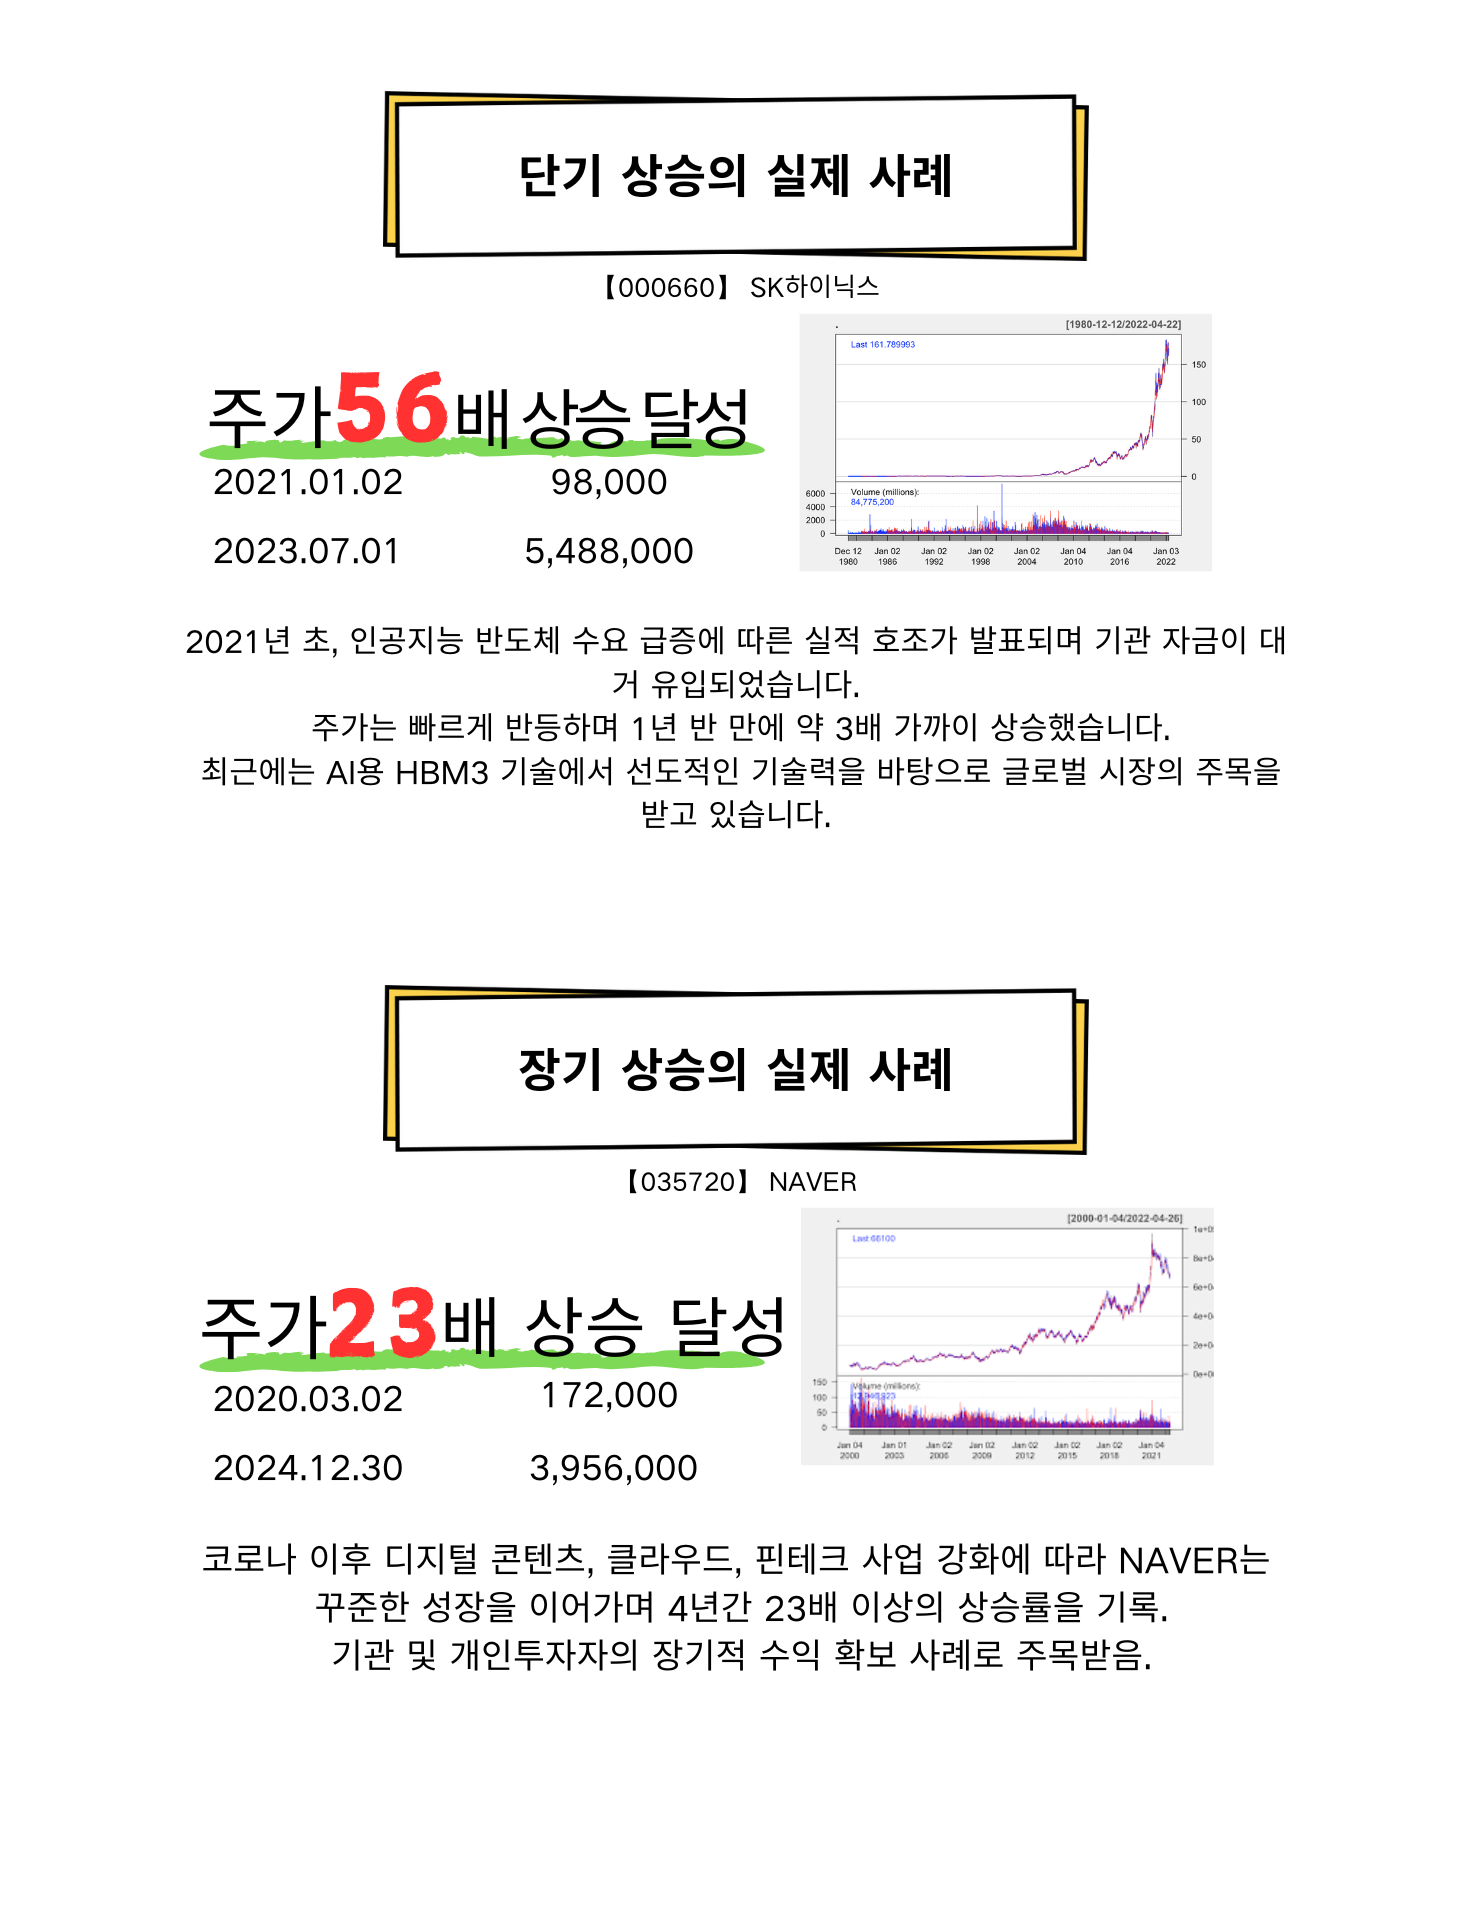 단기 상승의 실제 사례
【000660】 SK하이닉스
주가56배 상승 달성
2021.01.02 98,000
2023.07.01 5,488,000
[1980-12-12/2022-04-22]
Last 161.789993
150
100
50
0
Volume (millions):
84,775,200
6000
4000
2000
0
Dec 12 Jan 02 Jan 02 Jan 02 Jan 02 Jan 04 Jan 04 Jan 03
1980 1986 1992 1998 2004 2010 2016 2022
2021년 초, 인공지능 반도체 수요 급증에 따른 실적 호조가 발표되며 기관 자금이 대
거 유입되었습니다.
주가는 빠르게 반등하며 1년 반 만에 약 3배 가까이 상승했습니다.
최근에는 AI용 HBM3 기술에서 선도적인 기술력을 바탕으로 글로벌 시장의 주목을
받고 있습니다.
장기 상승의 실제 사례
【035720】 NAVER
주가23배 상승 달성
2020.03.02 172,000
2024.12.30 3,956,000
[2000-01-04/2022-04-26]
Last 66100
1e+0
8e+0
6e+0
4e+0
2e+0
0e+0
Volume (millions):
150
100
50
0
Jan 04 Jan 01 Jan 02 Jan 02 Jan 02 Jan 02 Jan 02 Jan 04
2000 2003 2006 2009 2012 2015 2018 2021
코로나 이후 디지털 콘텐츠, 클라우드, 핀테크 사업 강화에 따라 NAVER는
꾸준한 성장을 이어가며 4년간 23배 이상의 상승률을 기록.
기관 및 개인투자자의 장기적 수익 확보 사례로 주목받음.